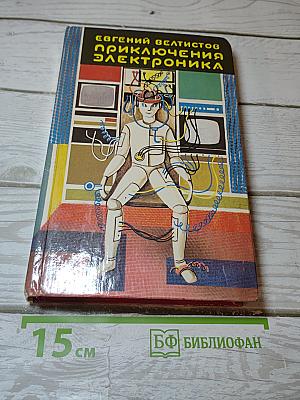 ЕВГЕНИЙ ВЕЛТИСТОВ
ПРИКЛЮЧЕНИЯ
ЭЛЕКТРОНИКА
15 см
БФ БИБЛИОФАН